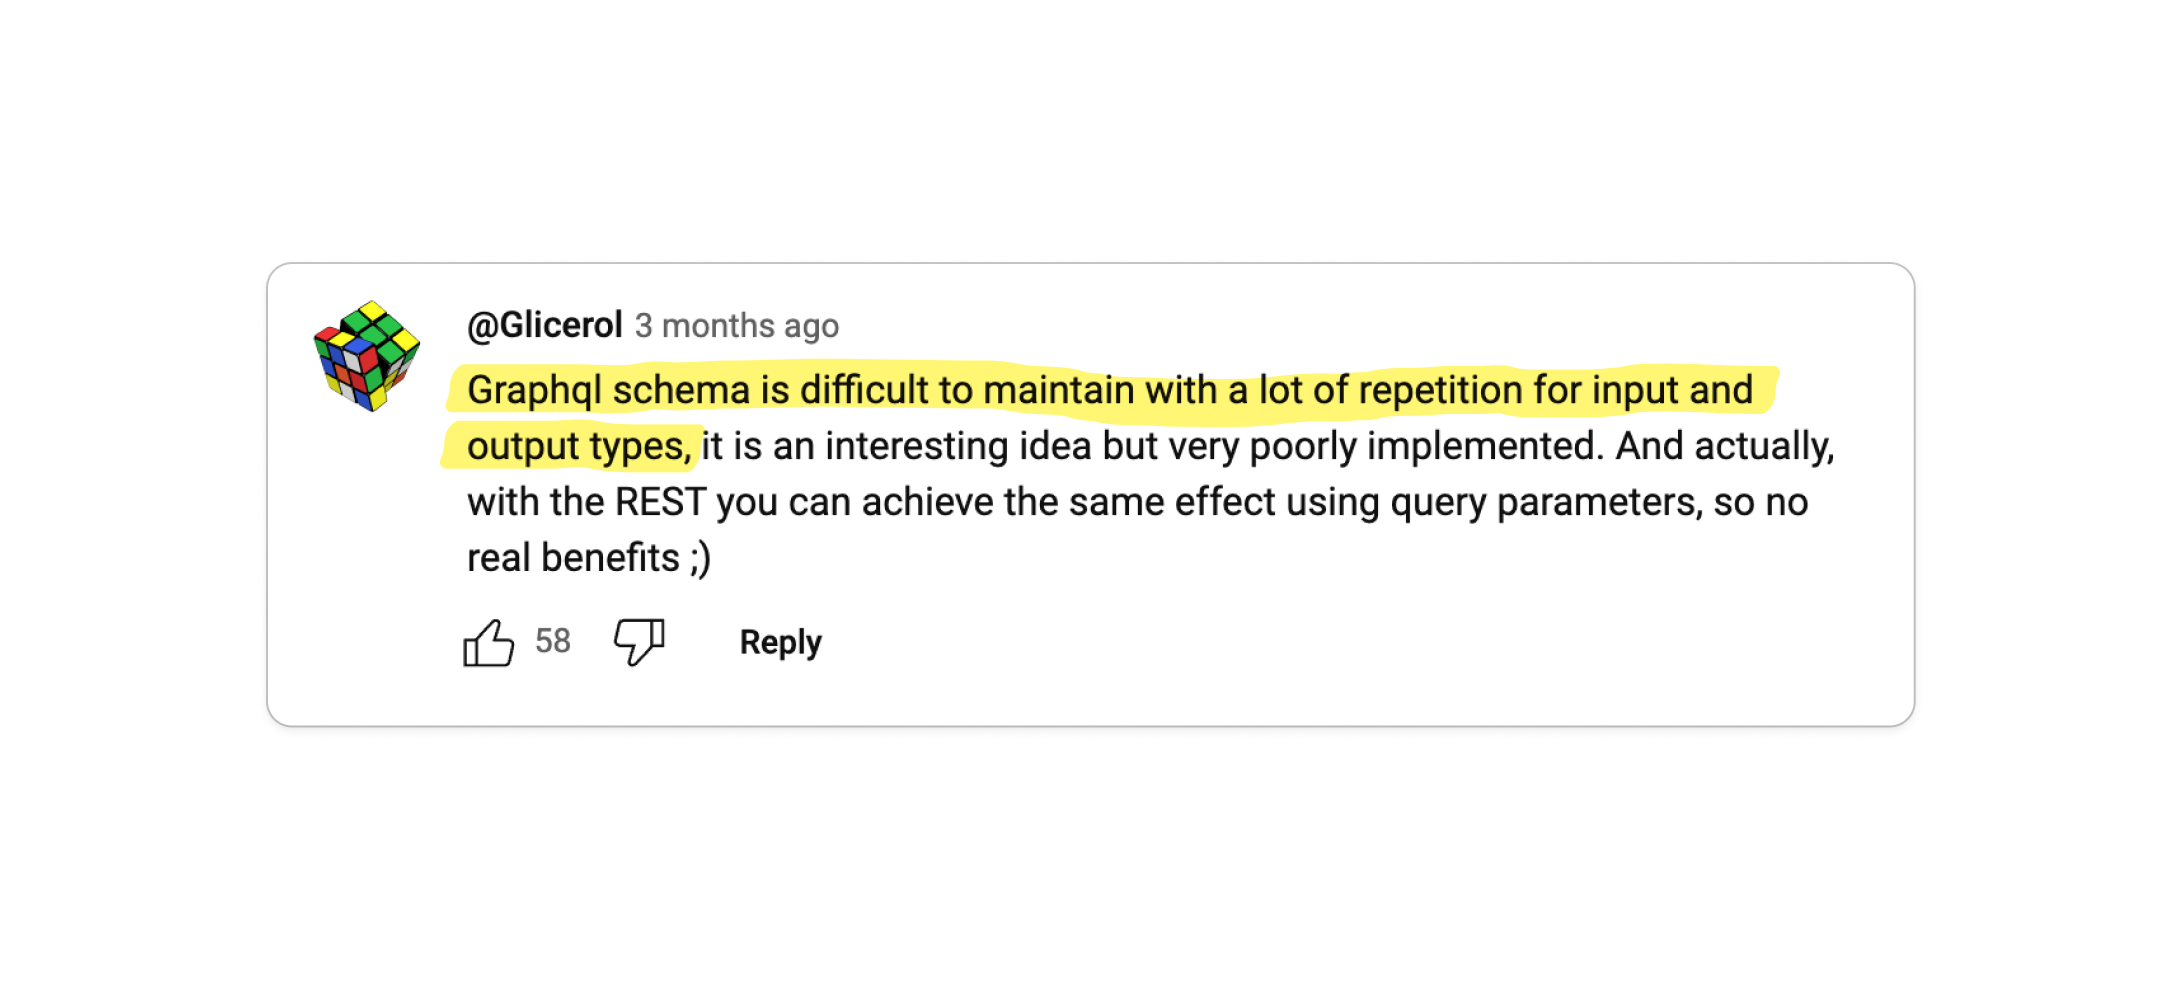 @Glicerol 3 months ago
Graphql schema is difficult to maintain with a lot of repetition for input and
output types, it is an interesting idea but very poorly implemented. And actually,
with the REST you can achieve the same effect using query parameters, so no
real benefits ;)
58 Reply